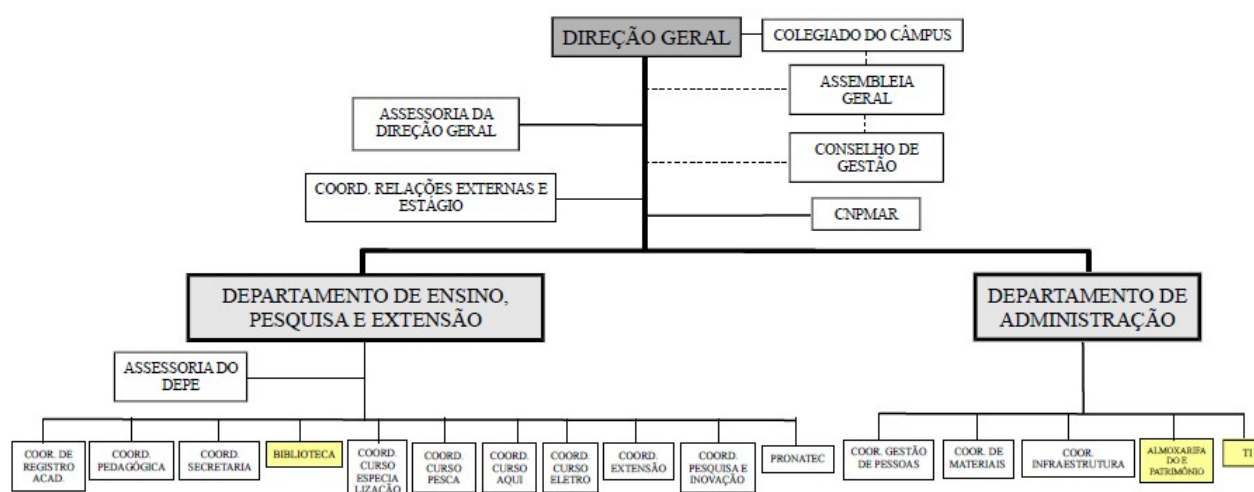 DIREÇÃO GERAL
COLEGIADO DO CÂMPUS
ASSEMBLEIA
GERAL
ASSESSORIA DA
DIREÇÃO GERAL
CONSELHO DE
GESTÃO
COORD. RELAÇÕES EXTERNAS E
ESTÁGIO
CNPMAR
DEPARTAMENTO DE ENSINO,
PESQUISA E EXTENSÃO
DEPARTAMENTO DE
ADMINISTRAÇÃO
ASSESSORIA DO
DEPE
COOR. DE
REGISTRO
ACAD.
COORD.
PEDAGÓGICA
COORD.
SECRETARIA
BIBLIOTECA
COORD.
CURSO
ESPECIA
LIZAÇÃO
COORD.
CURSO
PESCA
COORD.
CURSO
AQUI
COORD.
CURSO
ELETRO
COORD.
EXTENSÃO
COORD.
PESQUISA E
INOVAÇÃO
PRONATEC
COOR. GESTÃO
DE PESSOAS
COOR. DE
MATERIAIS
COOR.
INFRAESTRUTURA
ALMOXARIFA
DO E
PATRIMÔNIO
TI